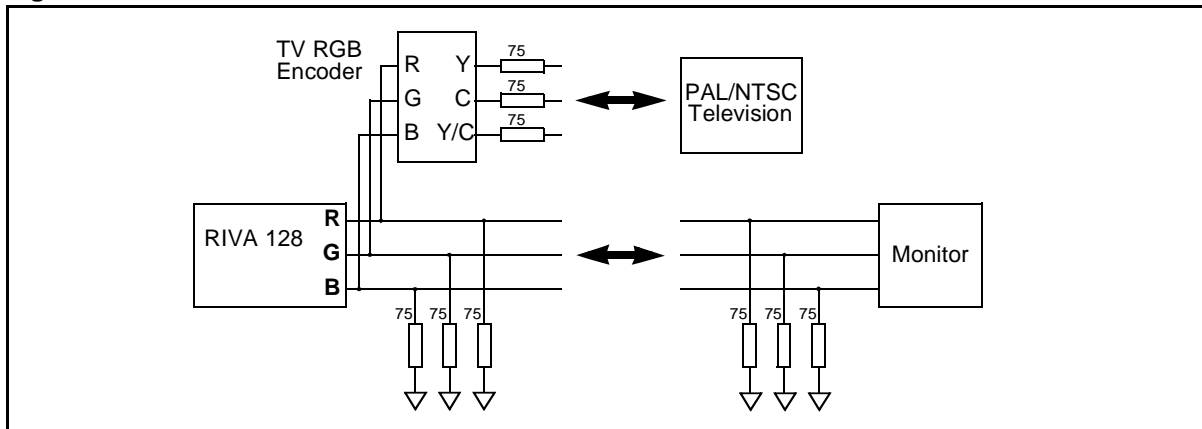 TV RGB
Encoder
R Y
G C
B Y/C
75
75
75
PAL/NTSC
Television
RIVA 128
R
G
B
Monitor
75 75 75
75 75 75